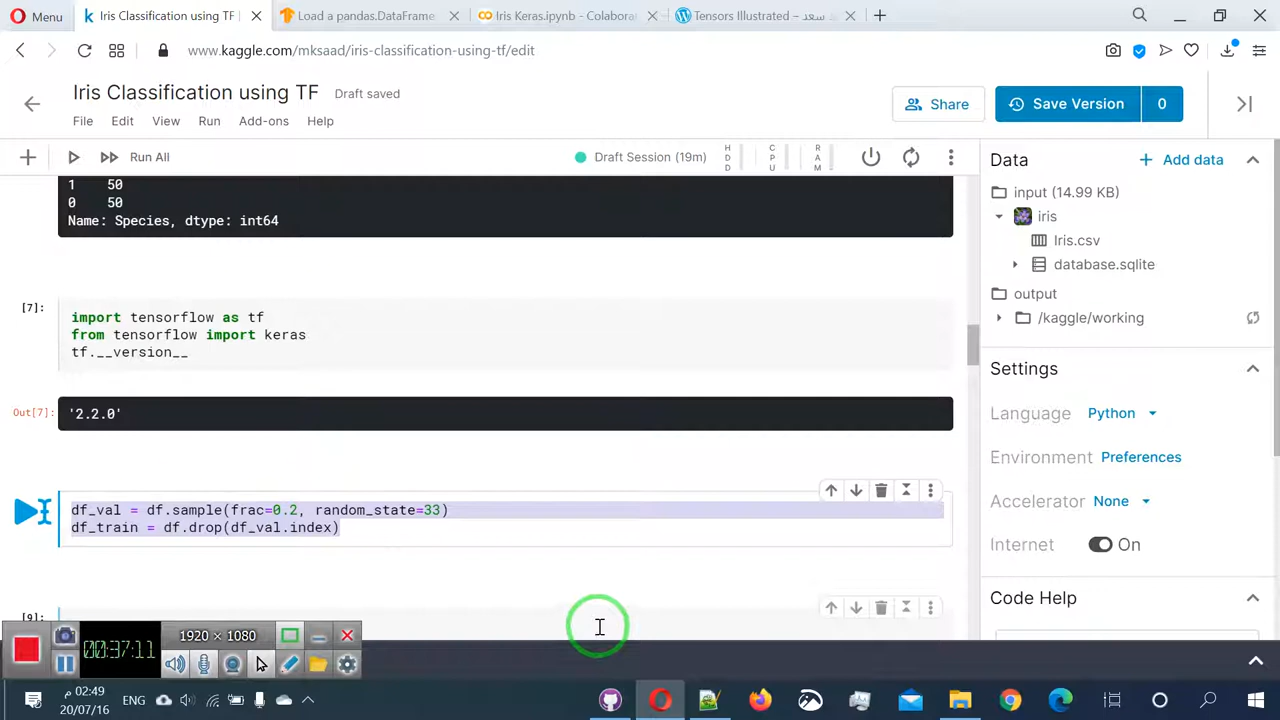 Menu
Iris Classification using TF |
Load a pandas.DataFrame
Iris Keras.ipynb - Colabora
Tensors Illustrated – سعد
www.kaggle.com/mksaad/iris-classification-using-tf/edit
Iris Classification using TF
Draft saved
File Edit View Run Add-ons Help
Share
Save Version
0
Run All
Draft Session (19m)
HDD
CPU
RAM
1 50
0 50
Name: Species, dtype: int64
[7]:
import tensorflow as tf
from tensorflow import keras
tf.__version__
Out[7]:
'2.2.0'
df_val = df.sample(frac=0.2, random_state=33)
df_train = df.drop(df_val.index)
[9]:
Data
Add data
input (14.99 KB)
iris
Iris.csv
database.sqlite
output
/kaggle/working
Settings
Language Python
Environment Preferences
Accelerator None
Internet On
Code Help
00:37:11
1920 × 1080
02:49 م
20/07/16
ENG